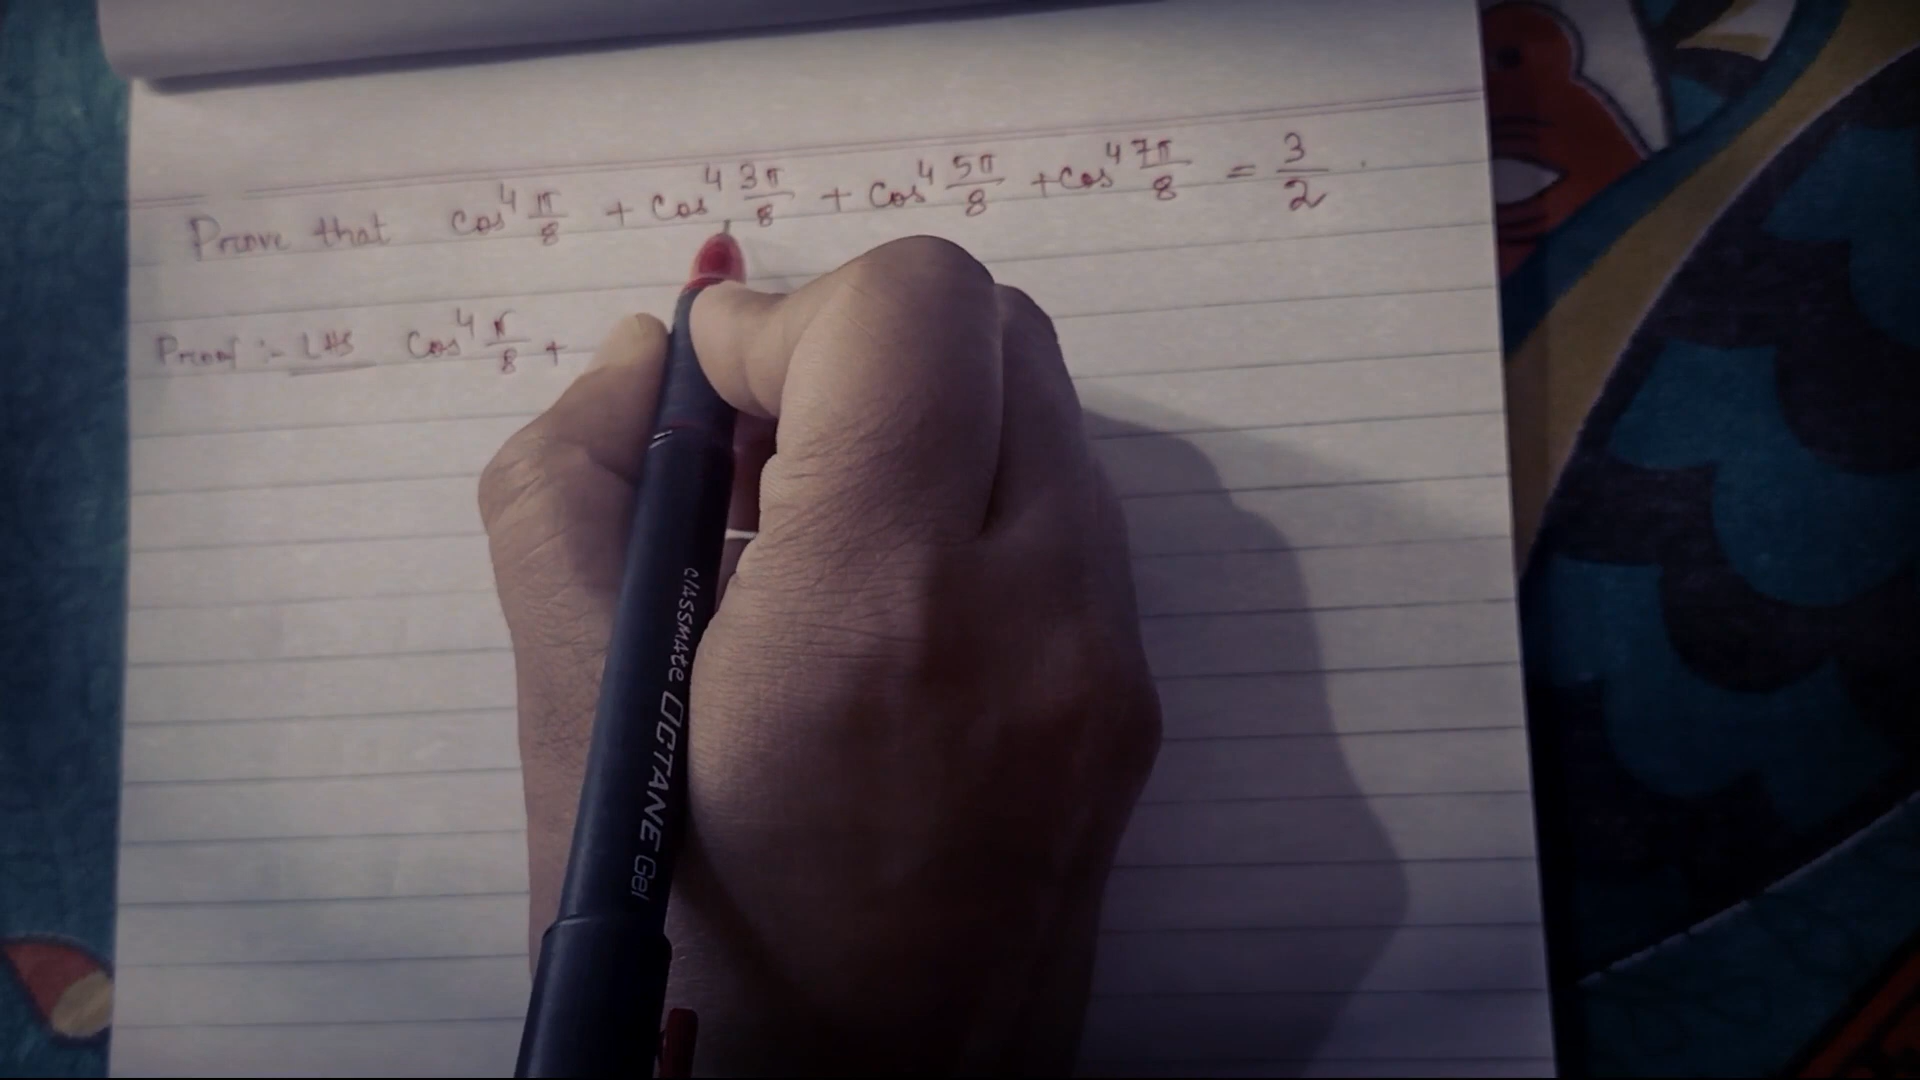 Prove that cos⁴ π/8 + cos⁴ 3π/8 + cos⁴ 5π/8 + cos⁴ 7π/8 = 3/2 .
Proof :- LHS cos⁴ π/8 +
classmate OCTANE Gel